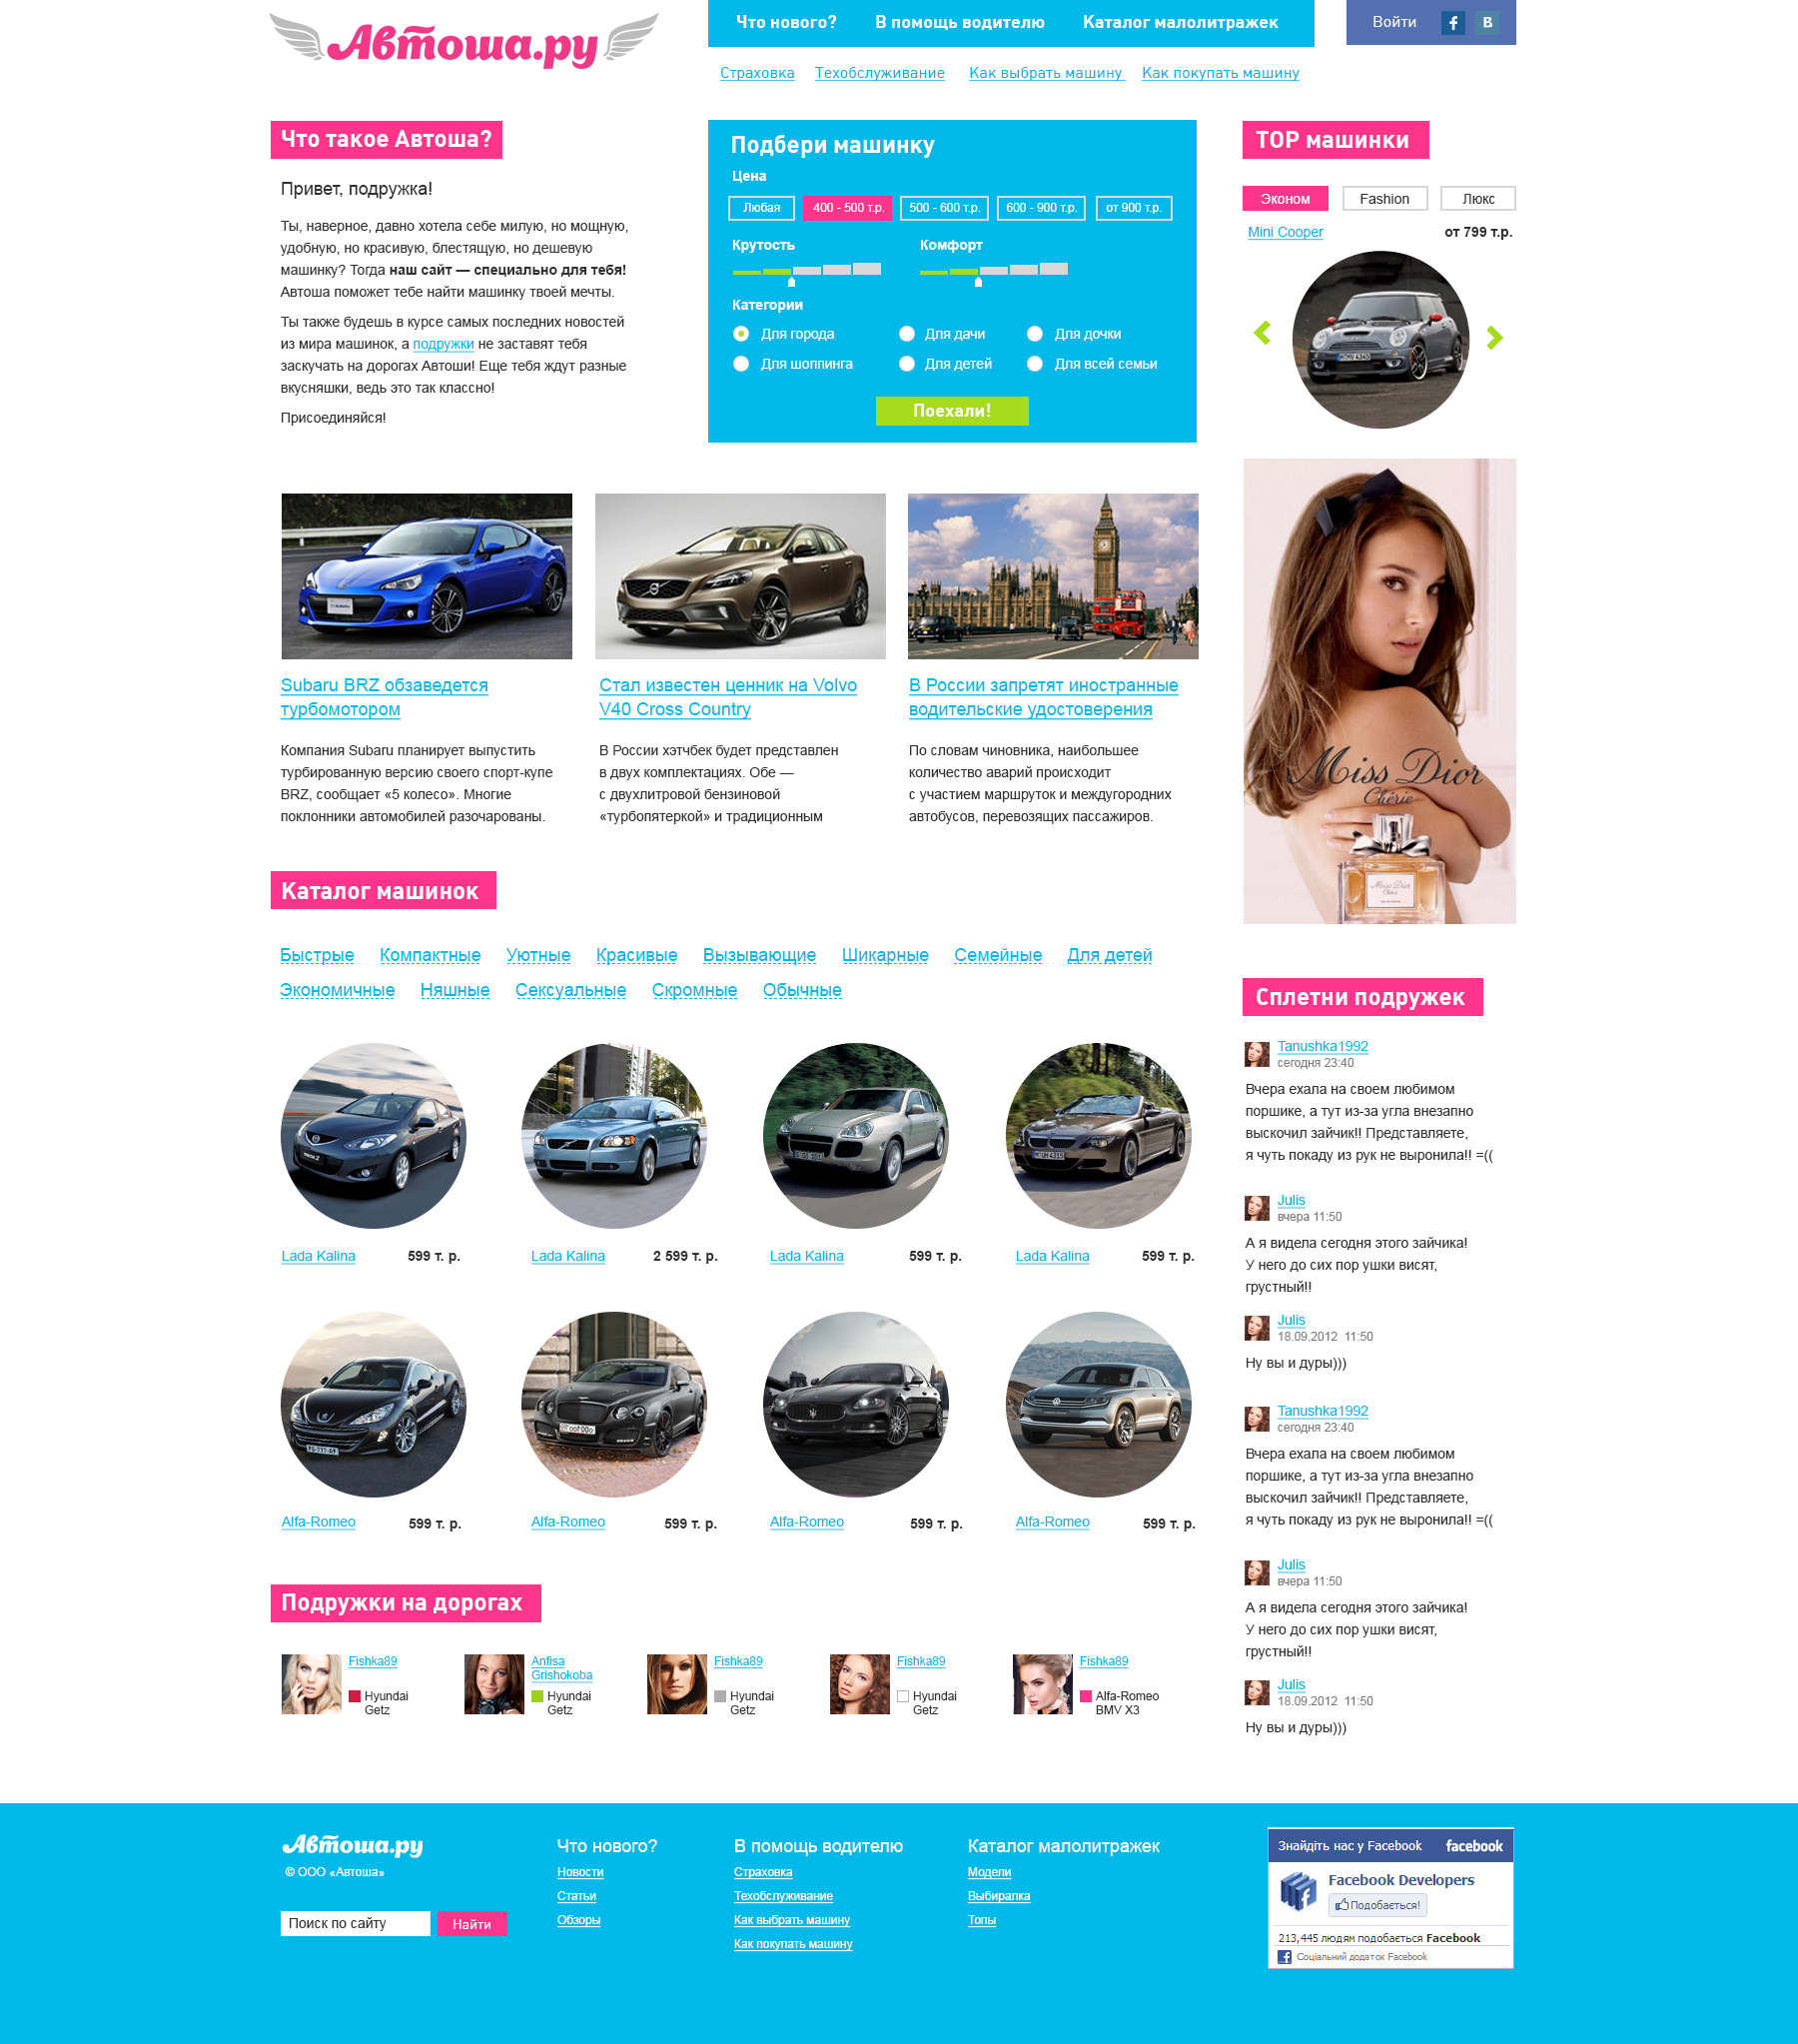 Автоша.ру
Что нового? В помощь водителю Каталог малолитражек
Войти f В
Страховка Техобслуживание Как выбрать машину Как покупать машину
Что такое Автоша?
Привет, подружка!
Ты, наверное, давно хотела себе милую, но мощную,
удобную, но красивую, блестящую, но дешевую
машинку? Тогда наш сайт — специально для тебя!
Автоша поможет тебе найти машинку твоей мечты.
Ты также будешь в курсе самых последних новостей
из мира машинок, а подружки не заставят тебя
заскучать на дорогах Автоши! Еще тебя ждут разные
вкусняшки, ведь это так классно!
Присоединяйся!
Подбери машинку
Цена
Любая 400 - 500 т.р. 500 - 600 т.р. 600 - 900 т.р. от 900 т.р.
Крутость Комфорт
Категории
Для города Для дачи Для дочки
Для шоппинга Для детей Для всей семьи
Поехали!
TOP машинки
Эконом Fashion Люкс
Mini Cooper от 799 т.р.
Miss Dior
Chérie
Miss Dior
Chérie
Subaru BRZ обзаведется
турбомотором
Компания Subaru планирует выпустить
турбированную версию своего спорт-купе
BRZ, сообщает «5 колесо». Многие
поклонники автомобилей разочарованы.
Стал известен ценник на Volvo
V40 Cross Country
В России хэтчбек будет представлен
в двух комплектациях. Обе —
с двухлитровой бензиновой
«турбопятеркой» и традиционным
В России запретят иностранные
водительские удостоверения
По словам чиновника, наибольшее
количество аварий происходит
с участием маршруток и междугородних
автобусов, перевозящих пассажиров.
Каталог машинок
Быстрые Компактные Уютные Красивые Вызывающие Шикарные Семейные Для детей
Экономичные Няшные Сексуальные Скромные Обычные
Lada Kalina 599 т. р. Lada Kalina 2 599 т. р. Lada Kalina 599 т. р. Lada Kalina 599 т. р.
Alfa-Romeo 599 т. р. Alfa-Romeo 599 т. р. Alfa-Romeo 599 т. р. Alfa-Romeo 599 т. р.
Сплетни подружек
Tanushka1992
сегодня 23:40
Вчера ехала на своем любимом
поршике, а тут из-за угла внезапно
выскочил зайчик!! Представляете,
я чуть покаду из рук не выронила!! =((
Julis
вчера 11:50
А я видела сегодня этого зайчика!
У него до сих пор ушки висят,
грустный!!
Julis
18.09.2012 11:50
Ну вы и дуры)))
Tanushka1992
сегодня 23:40
Вчера ехала на своем любимом
поршике, а тут из-за угла внезапно
выскочил зайчик!! Представляете,
я чуть покаду из рук не выронила!! =((
Julis
вчера 11:50
А я видела сегодня этого зайчика!
У него до сих пор ушки висят,
грустный!!
Julis
18.09.2012 11:50
Ну вы и дуры)))
Подружки на дорогах
Fishka89
Hyundai
Getz
Anfisa
Grishokoba
Hyundai
Getz
Fishka89
Hyundai
Getz
Fishka89
Hyundai
Getz
Fishka89
Alfa-Romeo
BMV X3
Автоша.ру
© ООО «Автоша»
Поиск по сайту Найти
Что нового?
Новости
Статьи
Обзоры
В помощь водителю
Страховка
Техобслуживание
Как выбрать машину
Как покупать машину
Каталог малолитражек
Модели
Выбиралка
Топы
Знайдіть нас у Facebook facebook
Facebook Developers
Подобається!
213,445 людям подобається Facebook
Соціальний додаток Facebook